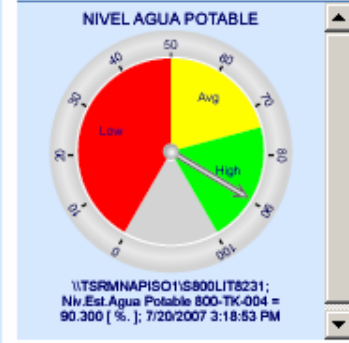 NIVEL AGUA POTABLE
50
40
60
Avg
30
70
Low
20
80
High
10
90
0
100
\\TSRMNAPISO1\S800LIT8231;
Niv.Est.Agua Potable 800-TK-004 =
90.300 [ %. ]; 7/20/2007 3:18:53 PM